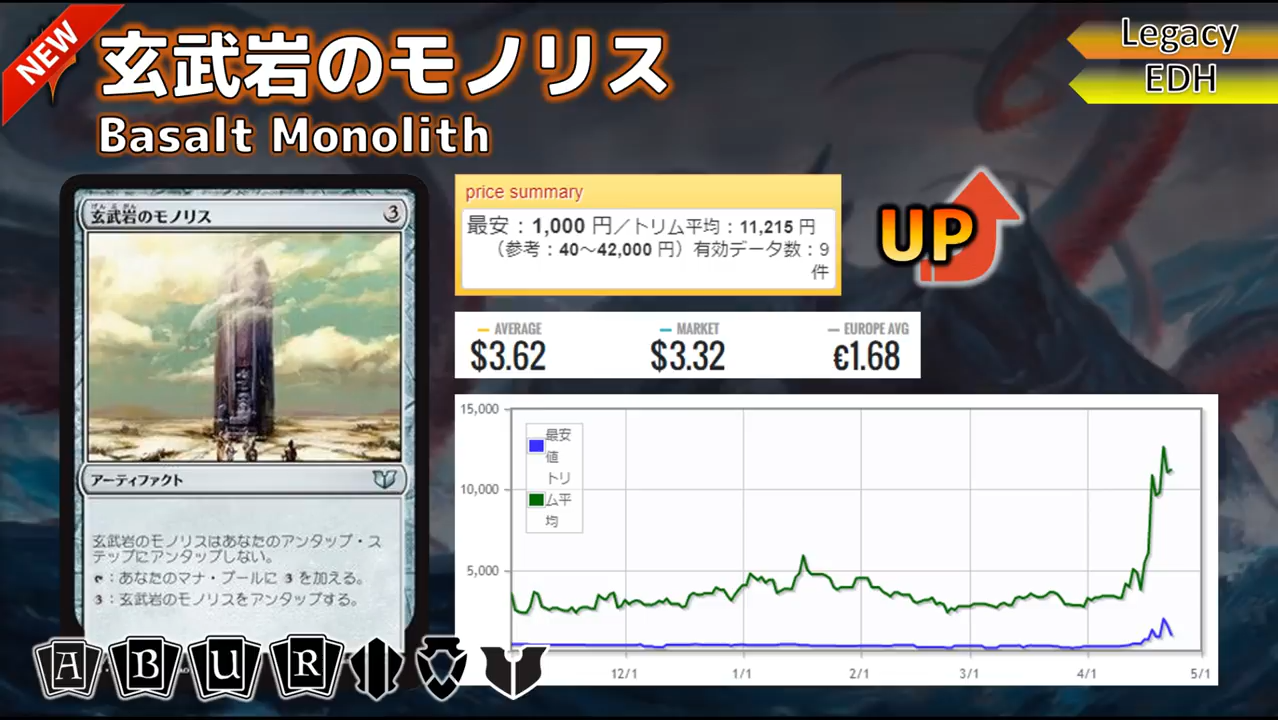 NEW
玄武岩のモノリス
Basalt Monolith
Legacy
EDH
げんぶがん
玄武岩のモノリス
3
アーティファクト
玄武岩のモノリスはあなたのアンタップ・ス
テップにアンタップしない。
:あなたのマナ・プールに 3 を加える。
3:玄武岩のモノリスをアンタップする。
A B U R
price summary
最安:1,000 円/トリム平均:11,215 円
(参考:40~42,000 円)有効データ数:9
件
UP
AVERAGE
$3.62
MARKET
$3.32
EUROPE AVG
€1.68
15,000
10,000
5,000
最安
値
トリ
ム平
均
12/1
1/1
2/1
3/1
4/1
5/1